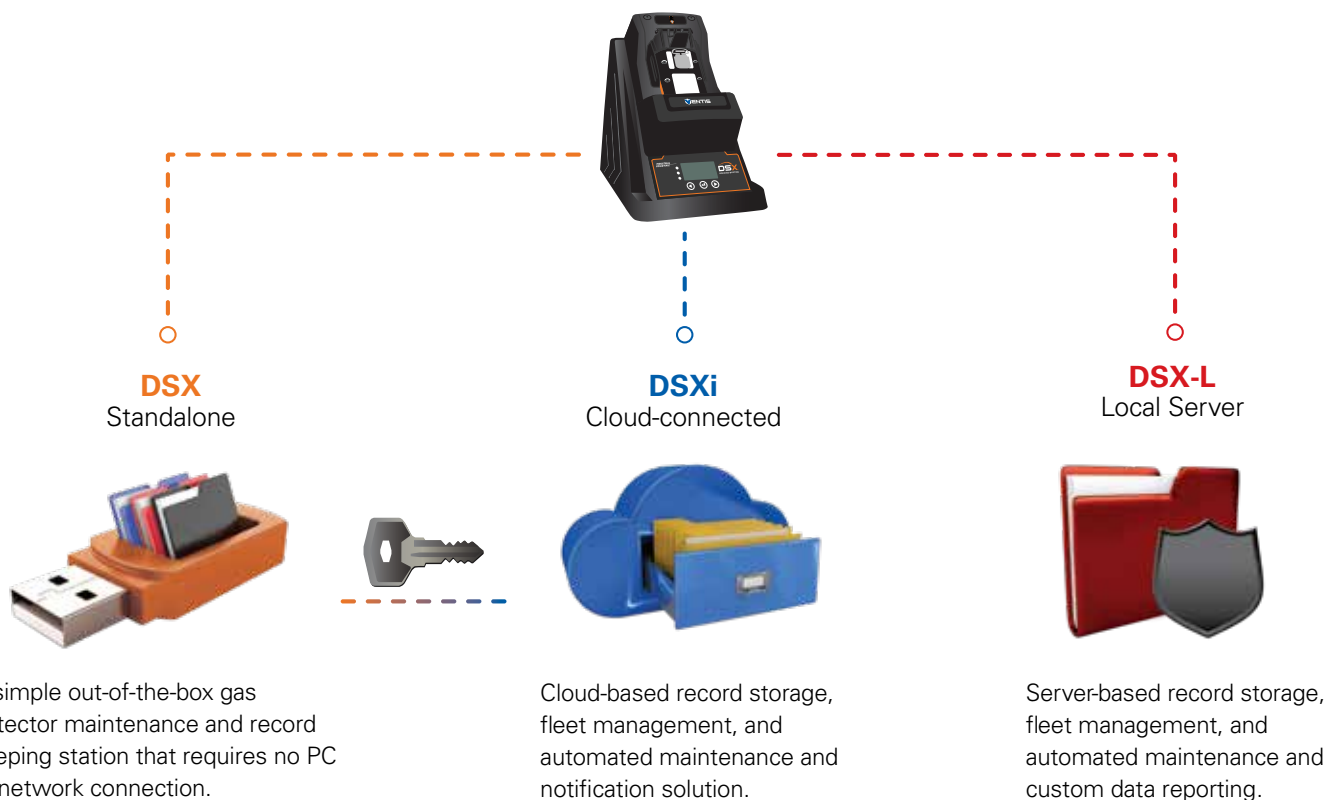 VENTIS
DSX
DSX
Standalone
DSXi
Cloud-connected
DSX-L
Local Server
simple out-of-the-box gas
tector maintenance and record
eping station that requires no PC
network connection.
Cloud-based record storage,
fleet management, and
automated maintenance and
notification solution.
Server-based record storage,
fleet management, and
automated maintenance and
custom data reporting.